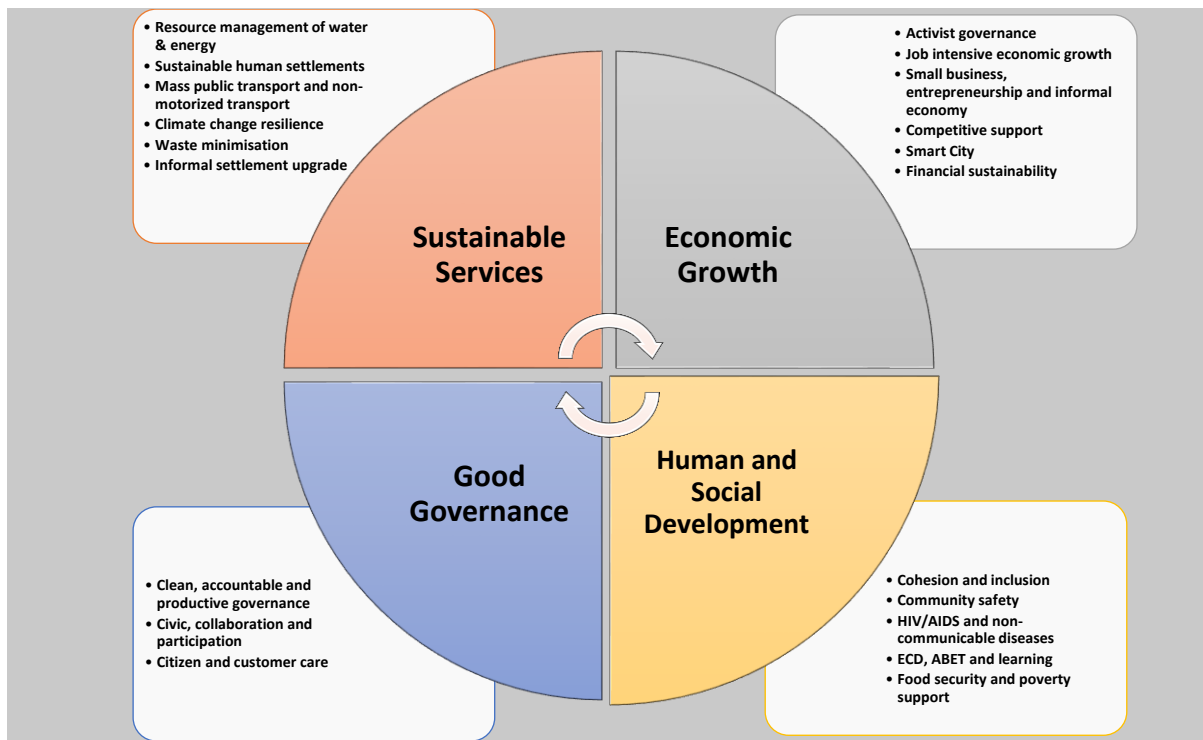 • Resource management of water
& energy
• Sustainable human settlements
• Mass public transport and non-
motorized transport
• Climate change resilience
• Waste minimisation
• Informal settlement upgrade
• Activist governance
• Job intensive economic growth
• Small business,
entrepreneurship and informal
economy
• Competitive support
• Smart City
• Financial sustainability
Sustainable
Services
Economic
Growth
Good
Governance
Human and
Social
Development
• Clean, accountable and
productive governance
• Civic, collaboration and
participation
• Citizen and customer care
• Cohesion and inclusion
• Community safety
• HIV/AIDS and non-
communicable diseases
• ECD, ABET and learning
• Food security and poverty
support